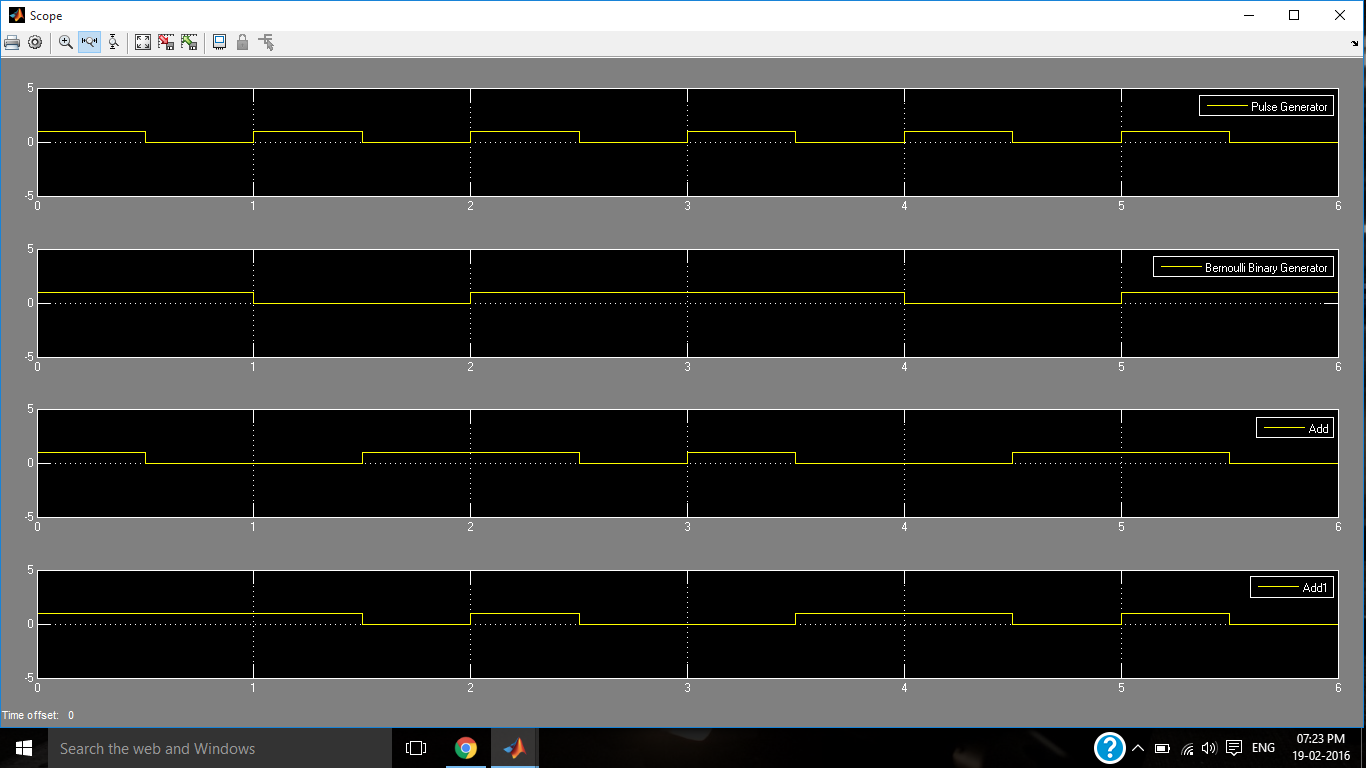 Scope
5
0
-5
Pulse Generator
0 1 2 3 4 5 6
5
0
-5
Bernoulli Binary Generator
0 1 2 3 4 5 6
5
0
-5
Add
0 1 2 3 4 5 6
5
0
-5
Add1
0 1 2 3 4 5 6
Time offset: 0
Search the web and Windows
?
ENG
07:23 PM
19-02-2016